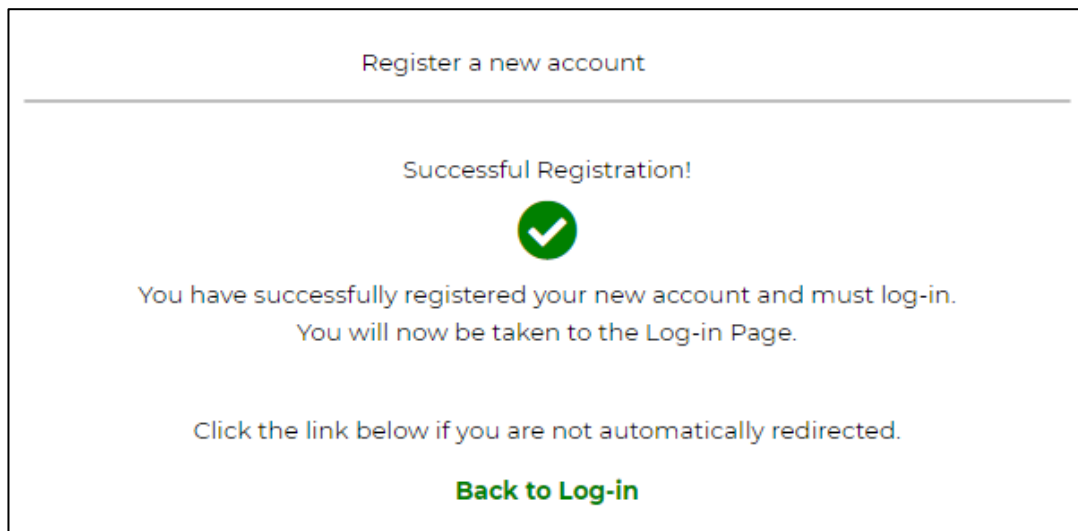 Register a new account
Successful Registration!
You have successfully registered your new account and must log-in.
You will now be taken to the Log-in Page.
Click the link below if you are not automatically redirected.
Back to Log-in